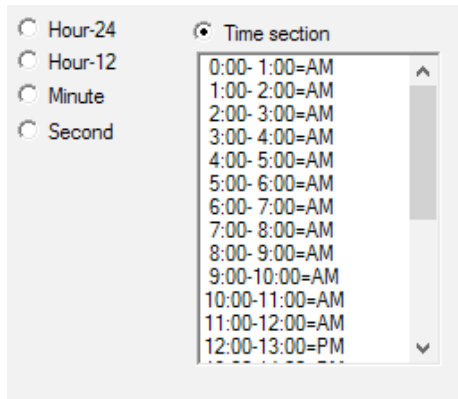 Hour-24
Hour-12
Minute
Second
Time section
0:00- 1:00=AM
1:00- 2:00=AM
2:00- 3:00=AM
3:00- 4:00=AM
4:00- 5:00=AM
5:00- 6:00=AM
6:00- 7:00=AM
7:00- 8:00=AM
8:00- 9:00=AM
9:00-10:00=AM
10:00-11:00=AM
11:00-12:00=AM
12:00-13:00=PM